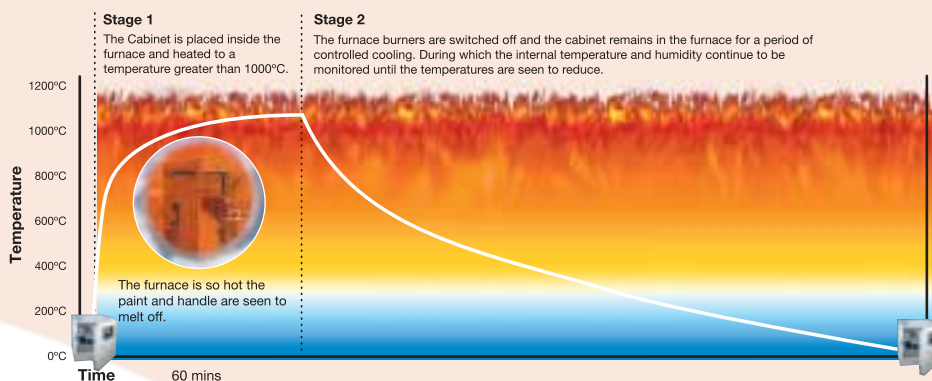 Stage 1
The Cabinet is placed inside the
furnace and heated to a
temperature greater than 1000ºC.
Stage 2
The furnace burners are switched off and the cabinet remains in the furnace for a period of
controlled cooling. During which the internal temperature and humidity continue to be
monitored until the temperatures are seen to reduce.
Temperature
1200ºC
1000ºC
800ºC
600ºC
400ºC
200ºC
0ºC
The furnace is so hot the
paint and handle are seen to
melt off.
Time
60 mins